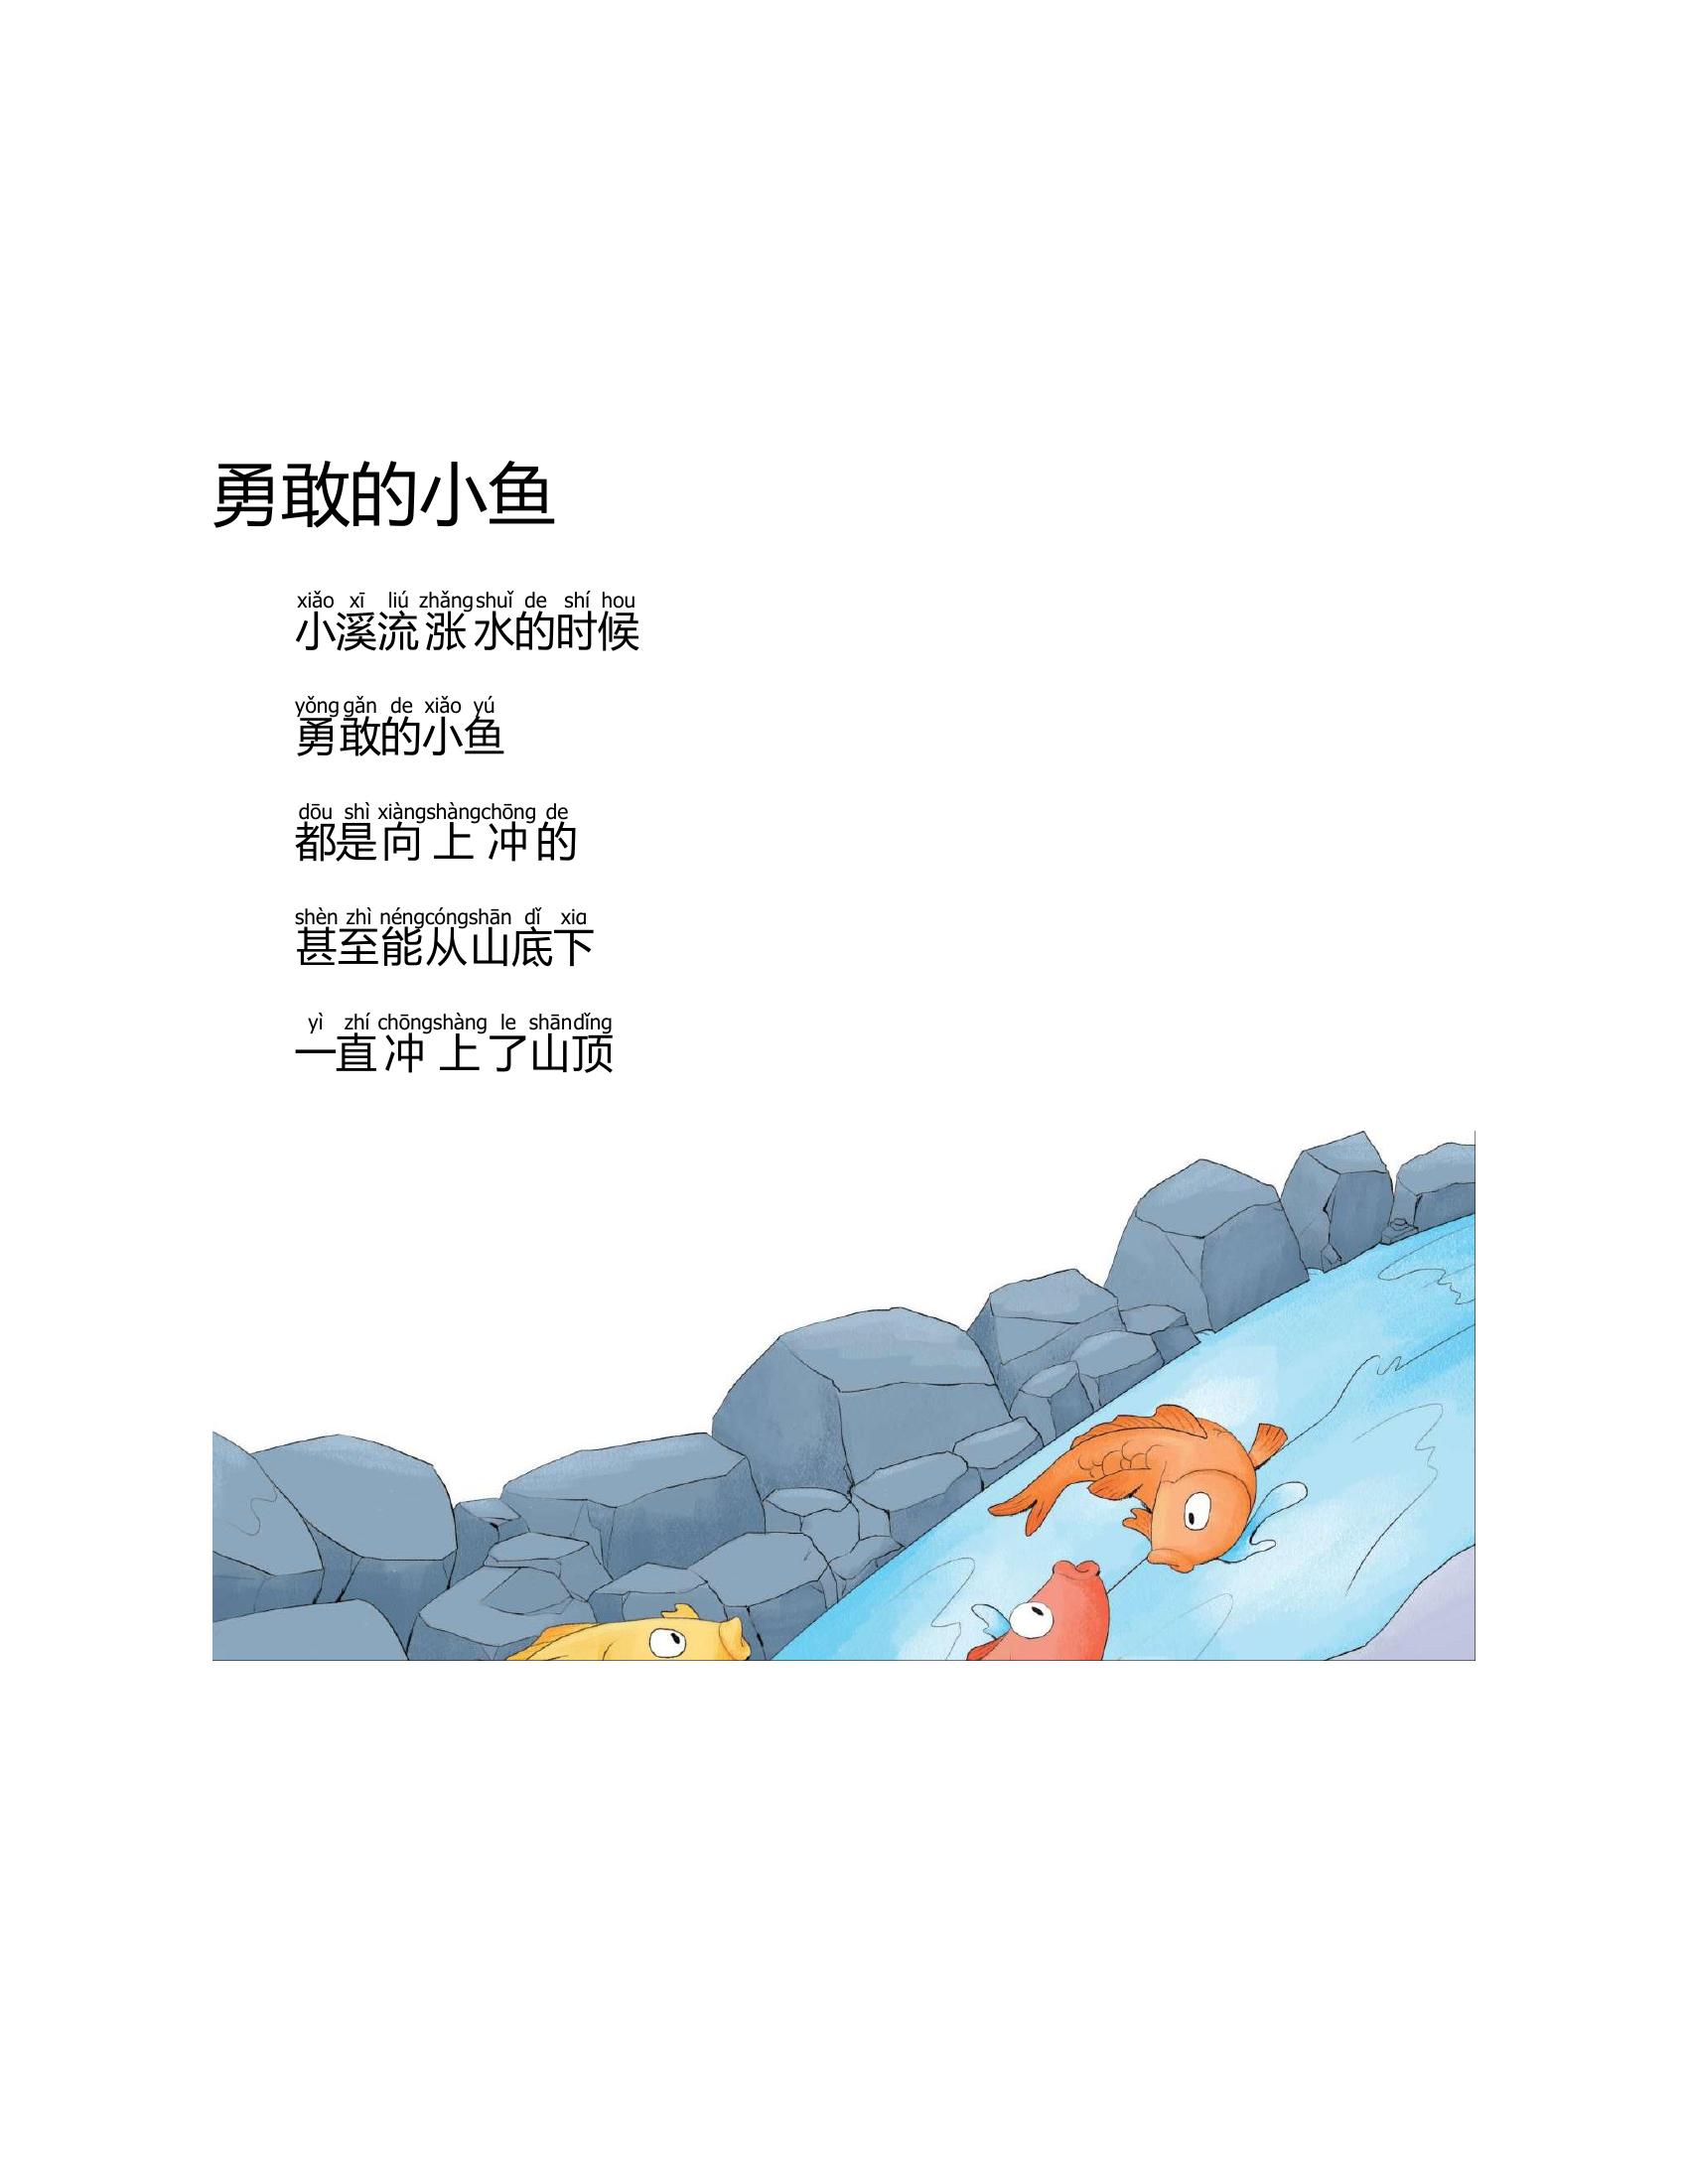 勇敢的小鱼
xiǎo xī liú zhǎng shuǐ de shí hou
小溪流涨水的时候
yǒng gǎn de xiǎo yú
勇敢的小鱼
dōu shì xiàng shàng chōng de
都是向上冲的
shèn zhì néng cóng shān dǐ xia
甚至能从山底下
yì zhí chōng shàng le shān dǐng
一直冲上了山顶